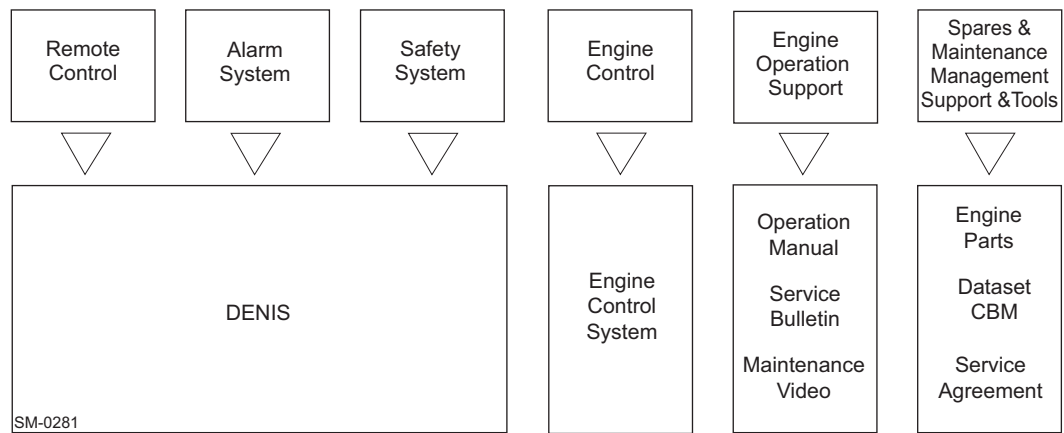 Remote
Control
Alarm
System
Safety
System
Engine
Control
Engine
Operation
Support
Spares &
Maintenance
Management
Support &Tools
DENIS
SM-0281
Engine
Control
System
Operation
Manual
Service
Bulletin
Maintenance
Video
Engine
Parts
Dataset
CBM
Service
Agreement